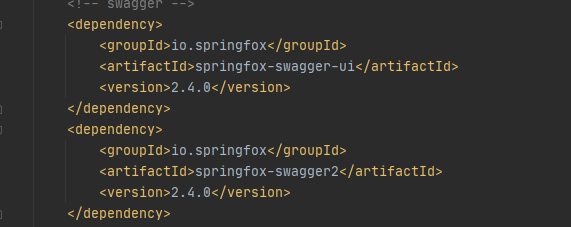 <!-- swagger -->
<dependency>
<groupId>io.springfox</groupId>
<artifactId>springfox-swagger-ui</artifactId>
<version>2.4.0</version>
</dependency>
<dependency>
<groupId>io.springfox</groupId>
<artifactId>springfox-swagger2</artifactId>
<version>2.4.0</version>
</dependency>